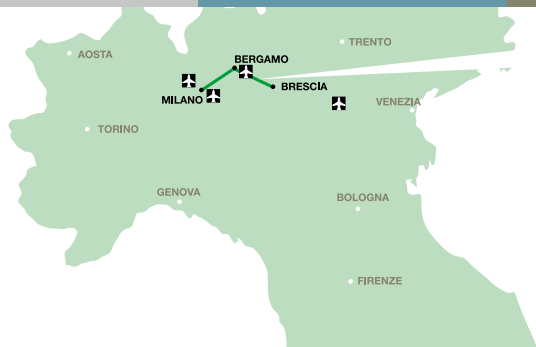 TRENTO
AOSTA
BERGAMO
BRESCIA
MILANO
VENEZIA
TORINO
GENOVA
BOLOGNA
FIRENZE